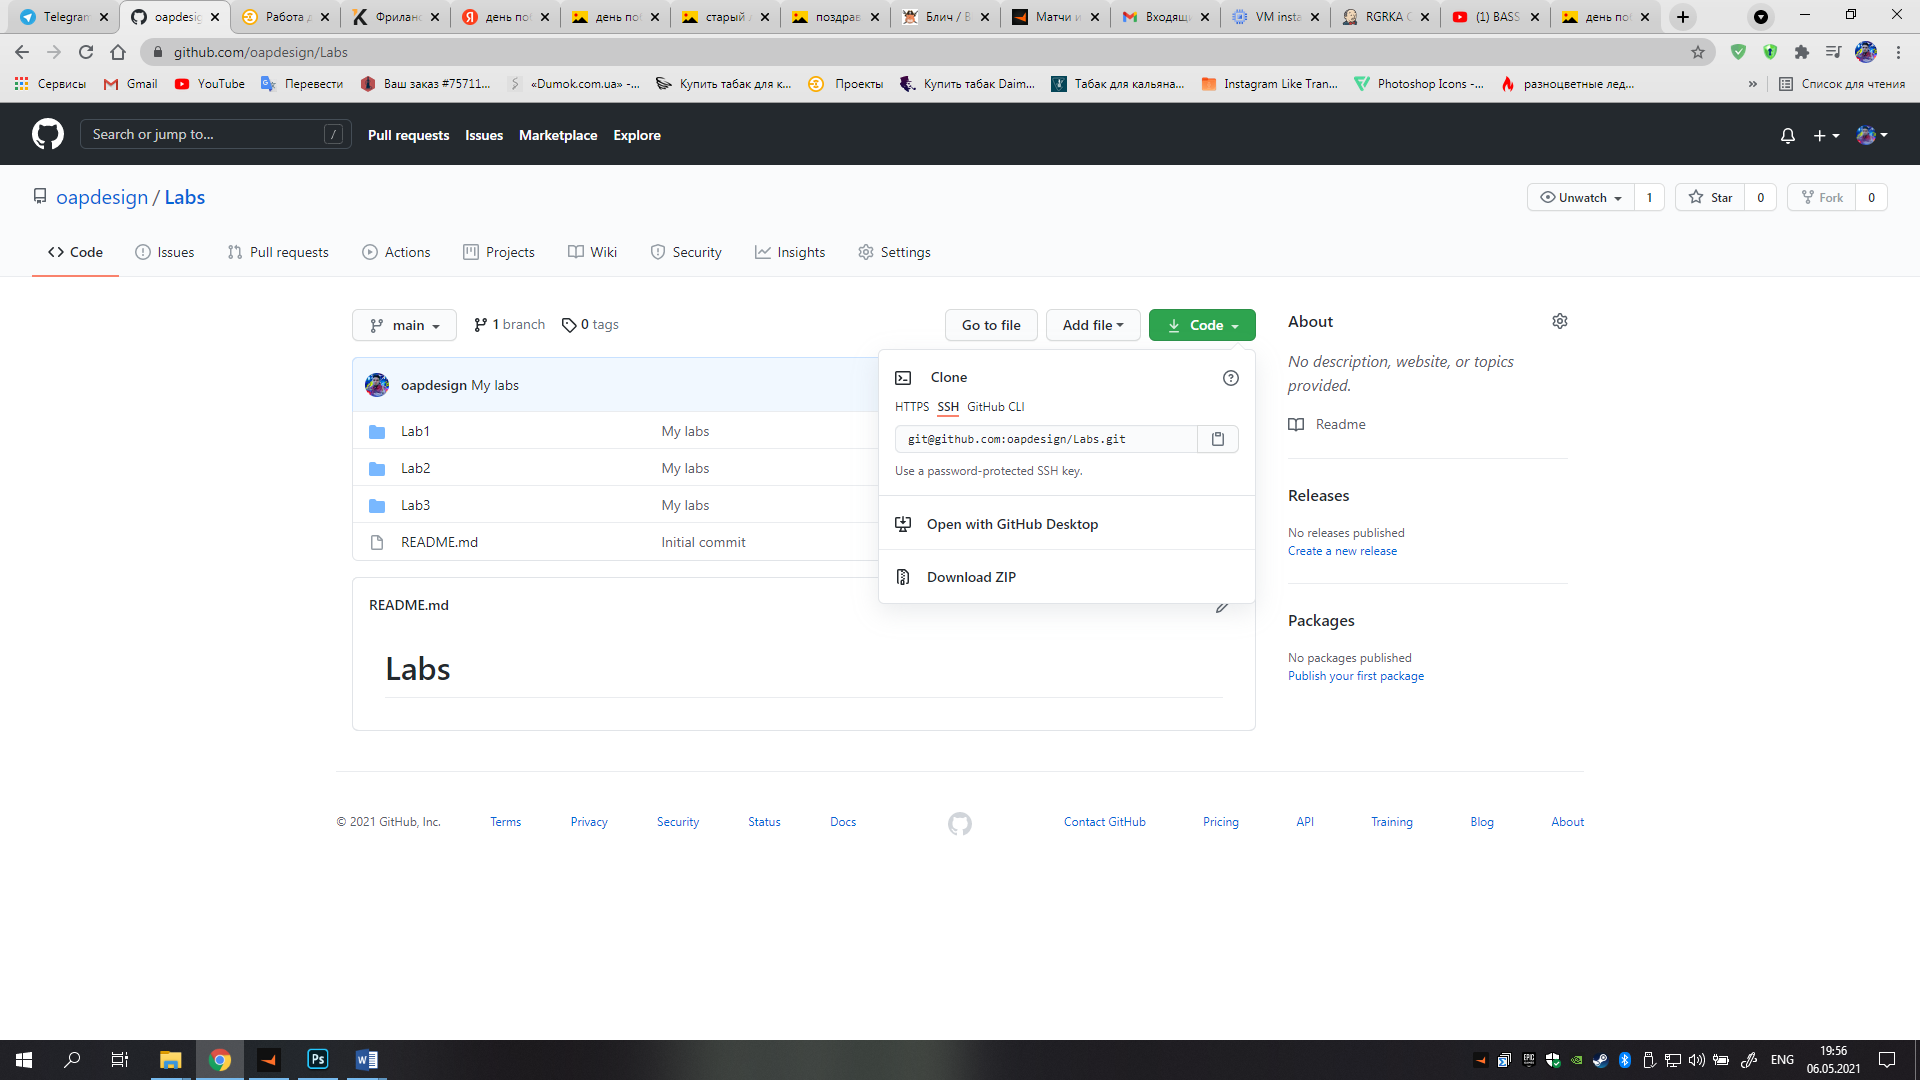 Telegram
oapdesig
Работа д
Фриланс
день поб
день поб
старый
поздрав
Блич / B
Матчи и
Входящи
VM insta
RGRKA
(1) BASS
день поб
github.com/oapdesign/Labs
Сервисы
Gmail
YouTube
Перевести
Ваш заказ #75711...
«Dumok.com.ua» -...
Купить табак для к...
Проекты
Купить табак Daim...
Табак для кальяна...
Instagram Like Tran...
Photoshop Icons -...
разноцветные лед...
»
Список для чтения
Search or jump to...
/
Pull requests
Issues
Marketplace
Explore
oapdesign / Labs
Unwatch
1
Star
0
Fork
0
Code
Issues
Pull requests
Actions
Projects
Wiki
Security
Insights
Settings
main
1 branch
0 tags
Go to file
Add file
Code
oapdesign My labs
Lab1
My labs
Lab2
My labs
Lab3
My labs
README.md
Initial commit
Clone
HTTPS
SSH
GitHub CLI
git@github.com:oapdesign/Labs.git
Use a password-protected SSH key.
Open with GitHub Desktop
Download ZIP
README.md
Labs
About
No description, website, or topics
provided.
Readme
Releases
No releases published
Create a new release
Packages
No packages published
Publish your first package
© 2021 GitHub, Inc.
Terms
Privacy
Security
Status
Docs
Contact GitHub
Pricing
API
Training
Blog
About
Ps
ENG
19:56
06.05.2021